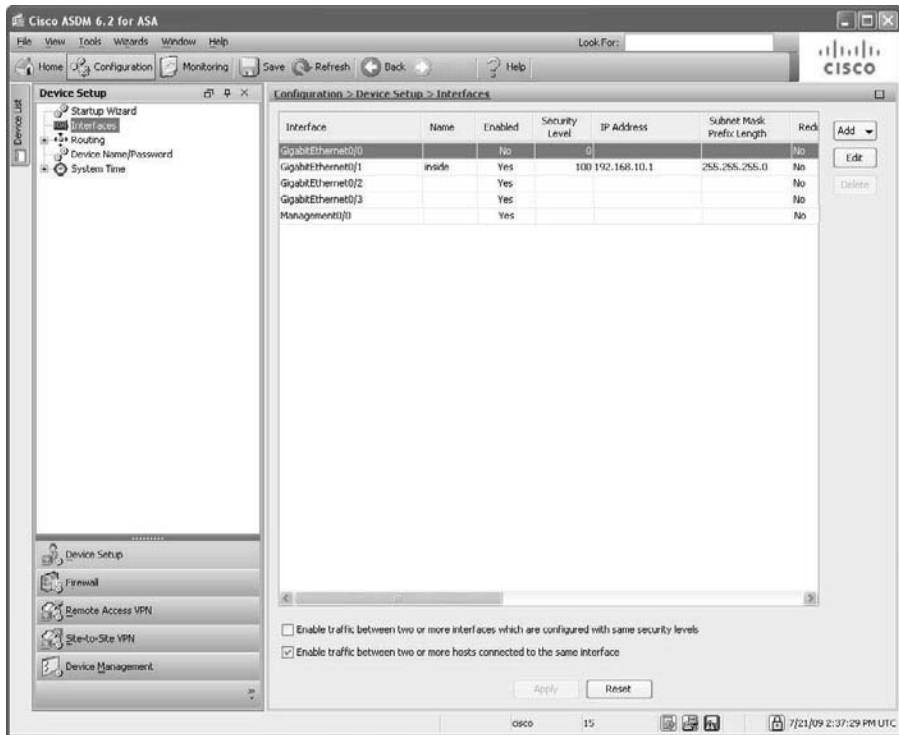 Cisco ASDM 6.2 for ASA
File View Tools Wizards Window Help
Look For:
Home Configuration Monitoring Save Refresh Back Help
CISCO
Device List
Device Setup
Startup Wizard
Interfaces
Routing
Device Name/Password
System Time
Device Setup
Firewall
Remote Access VPN
Site-to-Site VPN
Device Management
Configuration > Device Setup > Interfaces
Interface Name Enabled Security Level IP Address Subnet Mask Prefix Length Redu
GigabitEthernet0/0 No 0 No
GigabitEthernet0/1 inside Yes 100 192.168.10.1 255.255.255.0 No
GigabitEthernet0/2 Yes No
GigabitEthernet0/3 Yes No
Management0/0 Yes No
Add
Edit
Delete
Enable traffic between two or more interfaces which are configured with same security levels
Enable traffic between two or more hosts connected to the same interface
Apply Reset
cisco 15 7/21/09 2:37:29 PM UTC